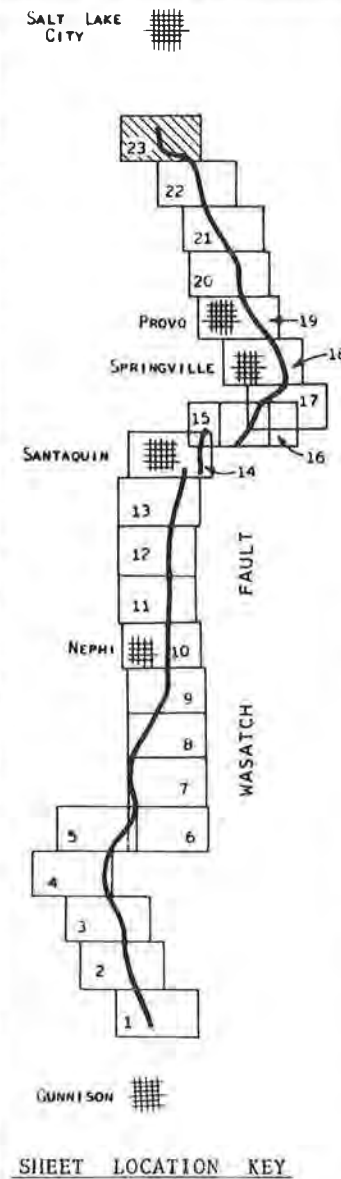 SALT LAKE
CITY
23
22
21
20
PROVO
19
SPRINGVILLE
18
17
15
16
SANTAQUIN
14
13
12
FAULT
11
NEPHI
10
9
8
WASATCH
7
5
6
4
3
2
1
GUNNISON
SHEET LOCATION KEY